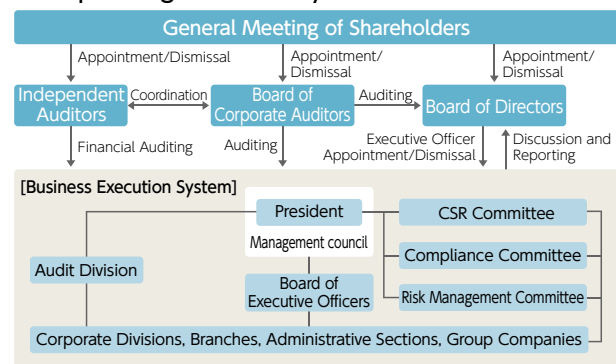 General Meeting of Shareholders
Appointment/Dismissal
Appointment/
Dismissal
Appointment/
Dismissal
Independent
Auditors
Coordination
Board of
Corporate Auditors
Auditing
Board of Directors
Financial Auditing
Auditing
Executive Officer
Appointment/Dismissal
Discussion and
Reporting
[Business Execution System]
President
Management council
CSR Committee
Audit Division
Compliance Committee
Board of
Executive Officers
Risk Management Committee
Corporate Divisions, Branches, Administrative Sections, Group Companies